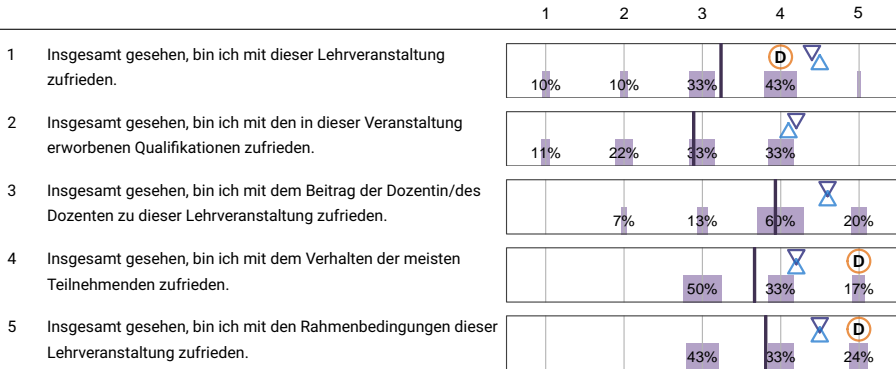 1 2 3 4 5
1 Insgesamt gesehen, bin ich mit dieser Lehrveranstaltung
zufrieden.
D
10% 10% 33% 43%
2 Insgesamt gesehen, bin ich mit den in dieser Veranstaltung
erworbenen Qualifikationen zufrieden.
11% 22% 33% 33%
3 Insgesamt gesehen, bin ich mit dem Beitrag der Dozentin/des
Dozenten zu dieser Lehrveranstaltung zufrieden.
7% 13% 60% 20%
4 Insgesamt gesehen, bin ich mit dem Verhalten der meisten
Teilnehmenden zufrieden.
D
50% 33% 17%
5 Insgesamt gesehen, bin ich mit den Rahmenbedingungen dieser
Lehrveranstaltung zufrieden.
D
43% 33% 24%